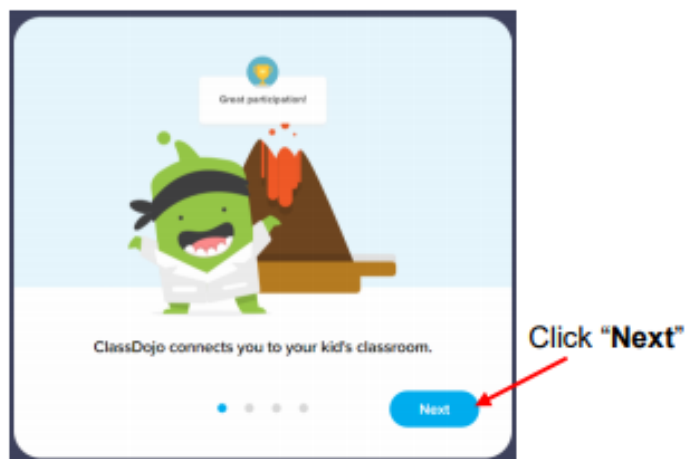 Great participation!
ClassDojo connects you to your kid's classroom.
Click “Next”
Next